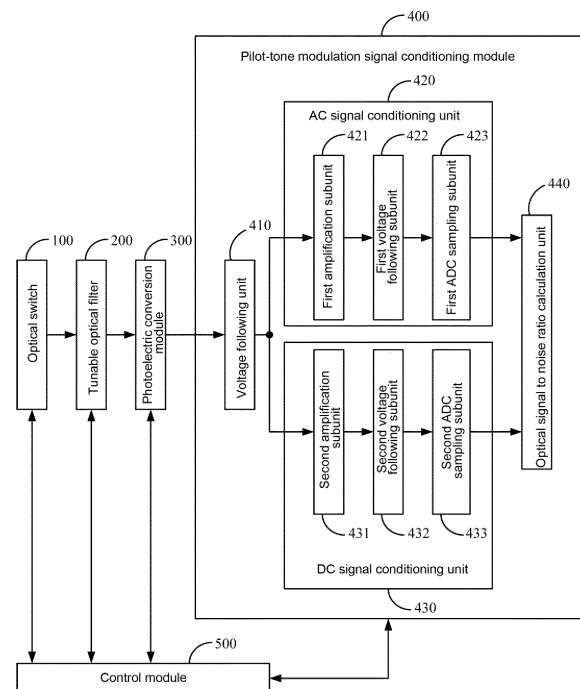 400
Pilot-tone modulation signal conditioning module
420
AC signal conditioning unit
421
422
423
First amplification subunit
First voltage
following subunit
First ADC sampling subunit
440
Optical signal to noise ratio calculation unit
100
200
300
410
Optical switch
Tunable optical filter
Photoelectric conversion
module
Voltage following unit
Second amplification
subunit
Second voltage
following subunit
Second ADC
sampling subunit
431
432
433
DC signal conditioning unit
430
500
Control module